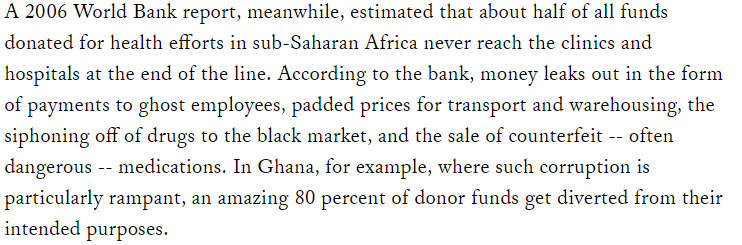 A 2006 World Bank report, meanwhile, estimated that about half of all funds
donated for health efforts in sub-Saharan Africa never reach the clinics and
hospitals at the end of the line. According to the bank, money leaks out in the form
of payments to ghost employees, padded prices for transport and warehousing, the
siphoning off of drugs to the black market, and the sale of counterfeit -- often
dangerous -- medications. In Ghana, for example, where such corruption is
particularly rampant, an amazing 80 percent of donor funds get diverted from their
intended purposes.